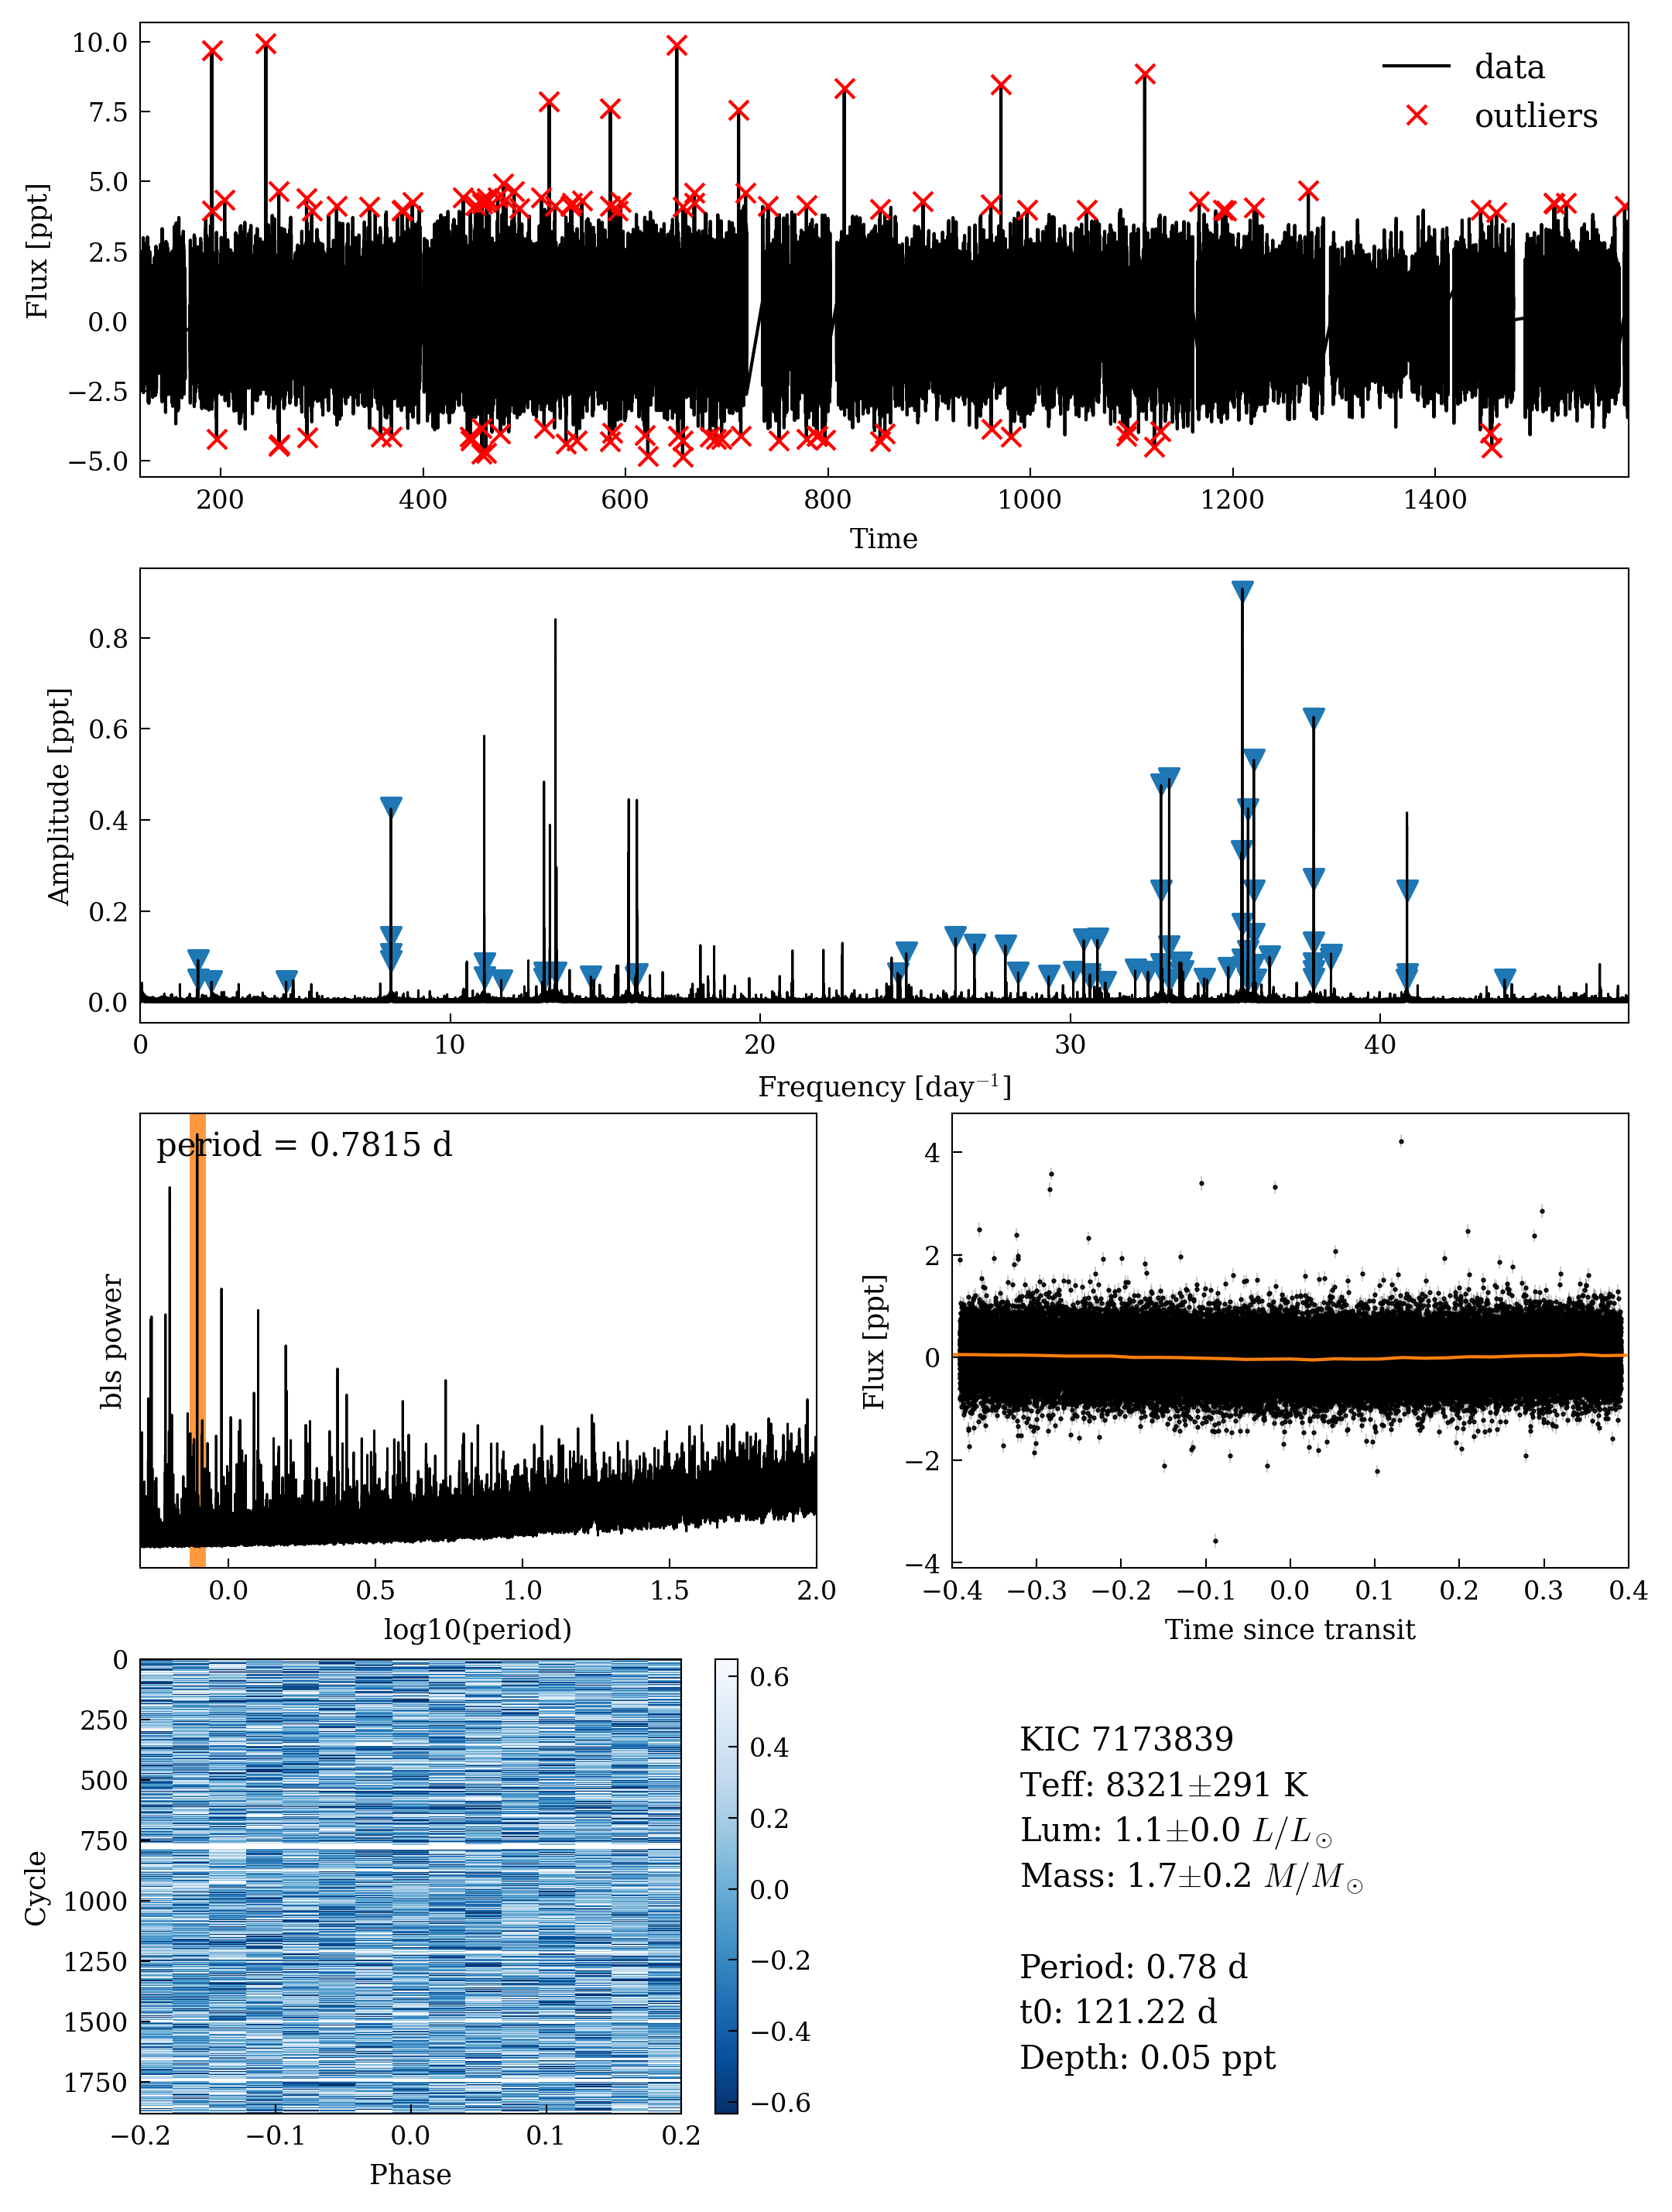 10.0
7.5
5.0
2.5
0.0
−2.5
−5.0
Flux [ppt]
data
outliers
200 400 600 800 1000 1200 1400
Time
0.8
0.6
0.4
0.2
0.0
Amplitude [ppt]
0 10 20 30 40
Frequency [day⁻¹]
period = 0.7815 d
bls power
0.0 0.5 1.0 1.5 2.0
log10(period)
4
2
0
−2
−4
Flux [ppt]
−0.4 −0.3 −0.2 −0.1 0.0 0.1 0.2 0.3 0.4
Time since transit
0
250
500
750
1000
1250
1500
1750
Cycle
−0.2 −0.1 0.0 0.1 0.2
Phase
0.6
0.4
0.2
0.0
−0.2
−0.4
−0.6
KIC 7173839
Teff: 8321±291 K
Lum: 1.1±0.0 L/L☉
Mass: 1.7±0.2 M/M☉
Period: 0.78 d
t0: 121.22 d
Depth: 0.05 ppt